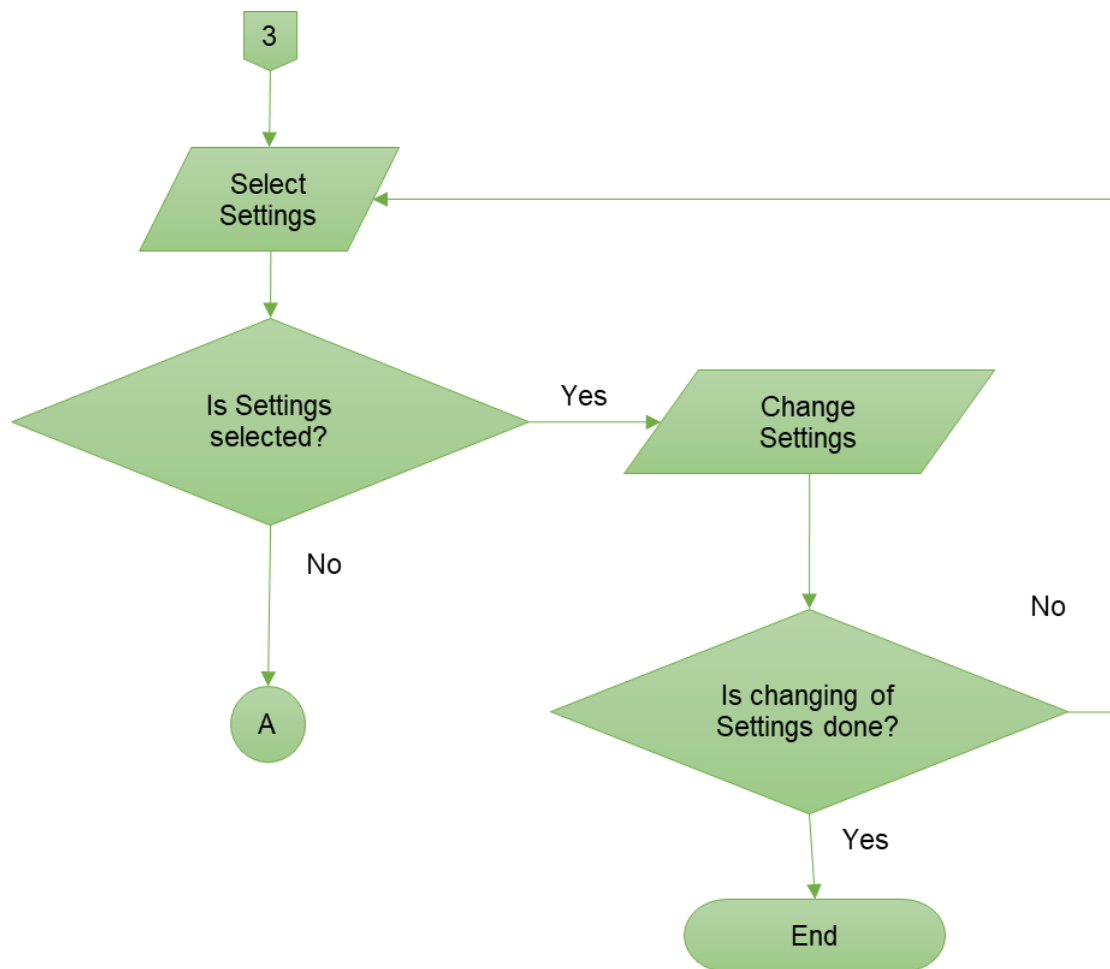 3
Select
Settings
Is Settings
selected?
Yes
Change
Settings
No
No
A
Is changing of
Settings done?
Yes
End